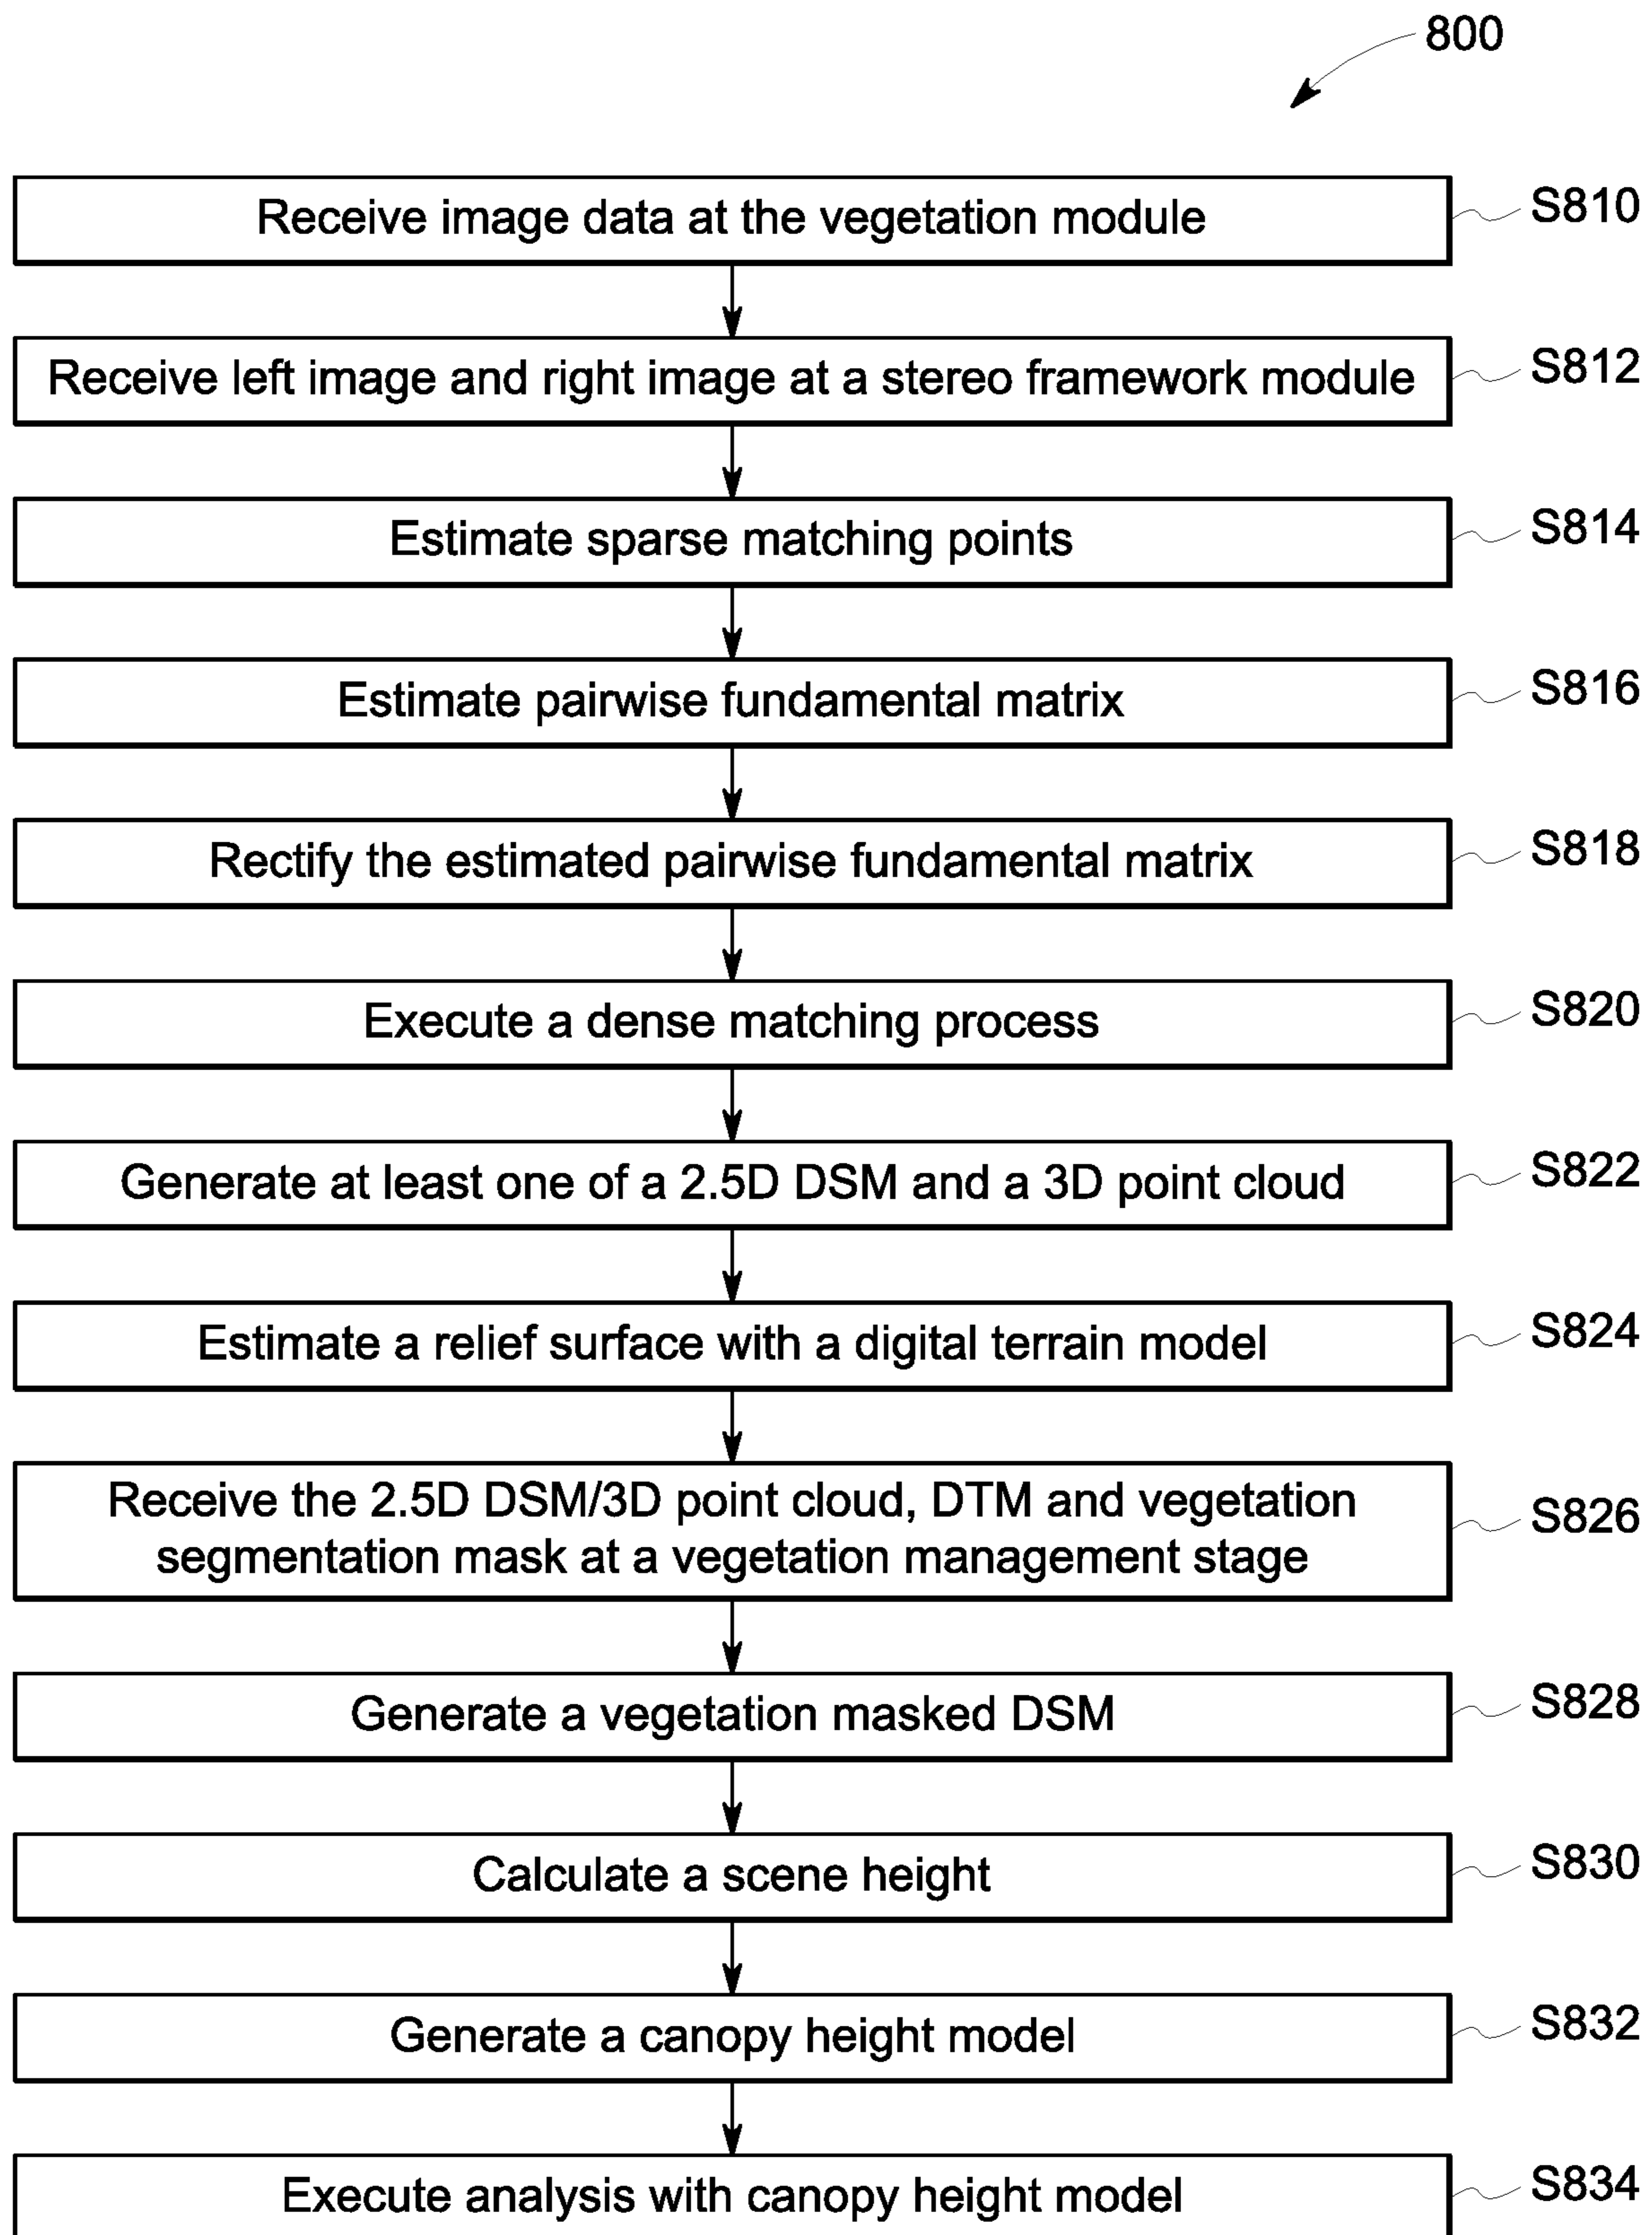 800
Receive image data at the vegetation module
S810
Receive left image and right image at a stereo framework module
S812
Estimate sparse matching points
S814
Estimate pairwise fundamental matrix
S816
Rectify the estimated pairwise fundamental matrix
S818
Execute a dense matching process
S820
Generate at least one of a 2.5D DSM and a 3D point cloud
S822
Estimate a relief surface with a digital terrain model
S824
Receive the 2.5D DSM/3D point cloud, DTM and vegetation
segmentation mask at a vegetation management stage
S826
Generate a vegetation masked DSM
S828
Calculate a scene height
S830
Generate a canopy height model
S832
Execute analysis with canopy height model
S834